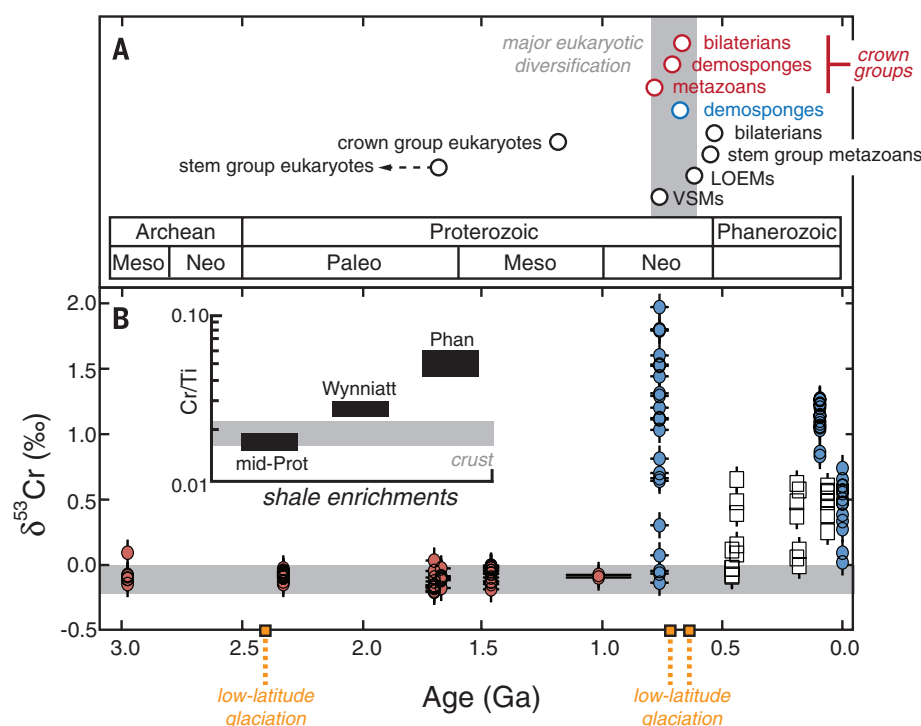 A
major eukaryotic
diversification
bilaterians
demosponges
metazoans
crown
groups
demosponges
bilaterians
crown group eukaryotes
stem group metazoans
stem group eukaryotes
LOEMs
VSMs
Archean Proterozoic Phanerozoic
Meso Neo Paleo Meso Neo
B
2.0
1.5
1.0
0.5
0.0
-0.5
δ⁵³Cr (‰)
0.10
0.01
Cr/Ti
Phan
Wynniatt
mid-Prot
crust
shale enrichments
3.0 2.5 2.0 1.5 1.0 0.5 0.0
Age (Ga)
low-latitude
glaciation
low-latitude
glaciation